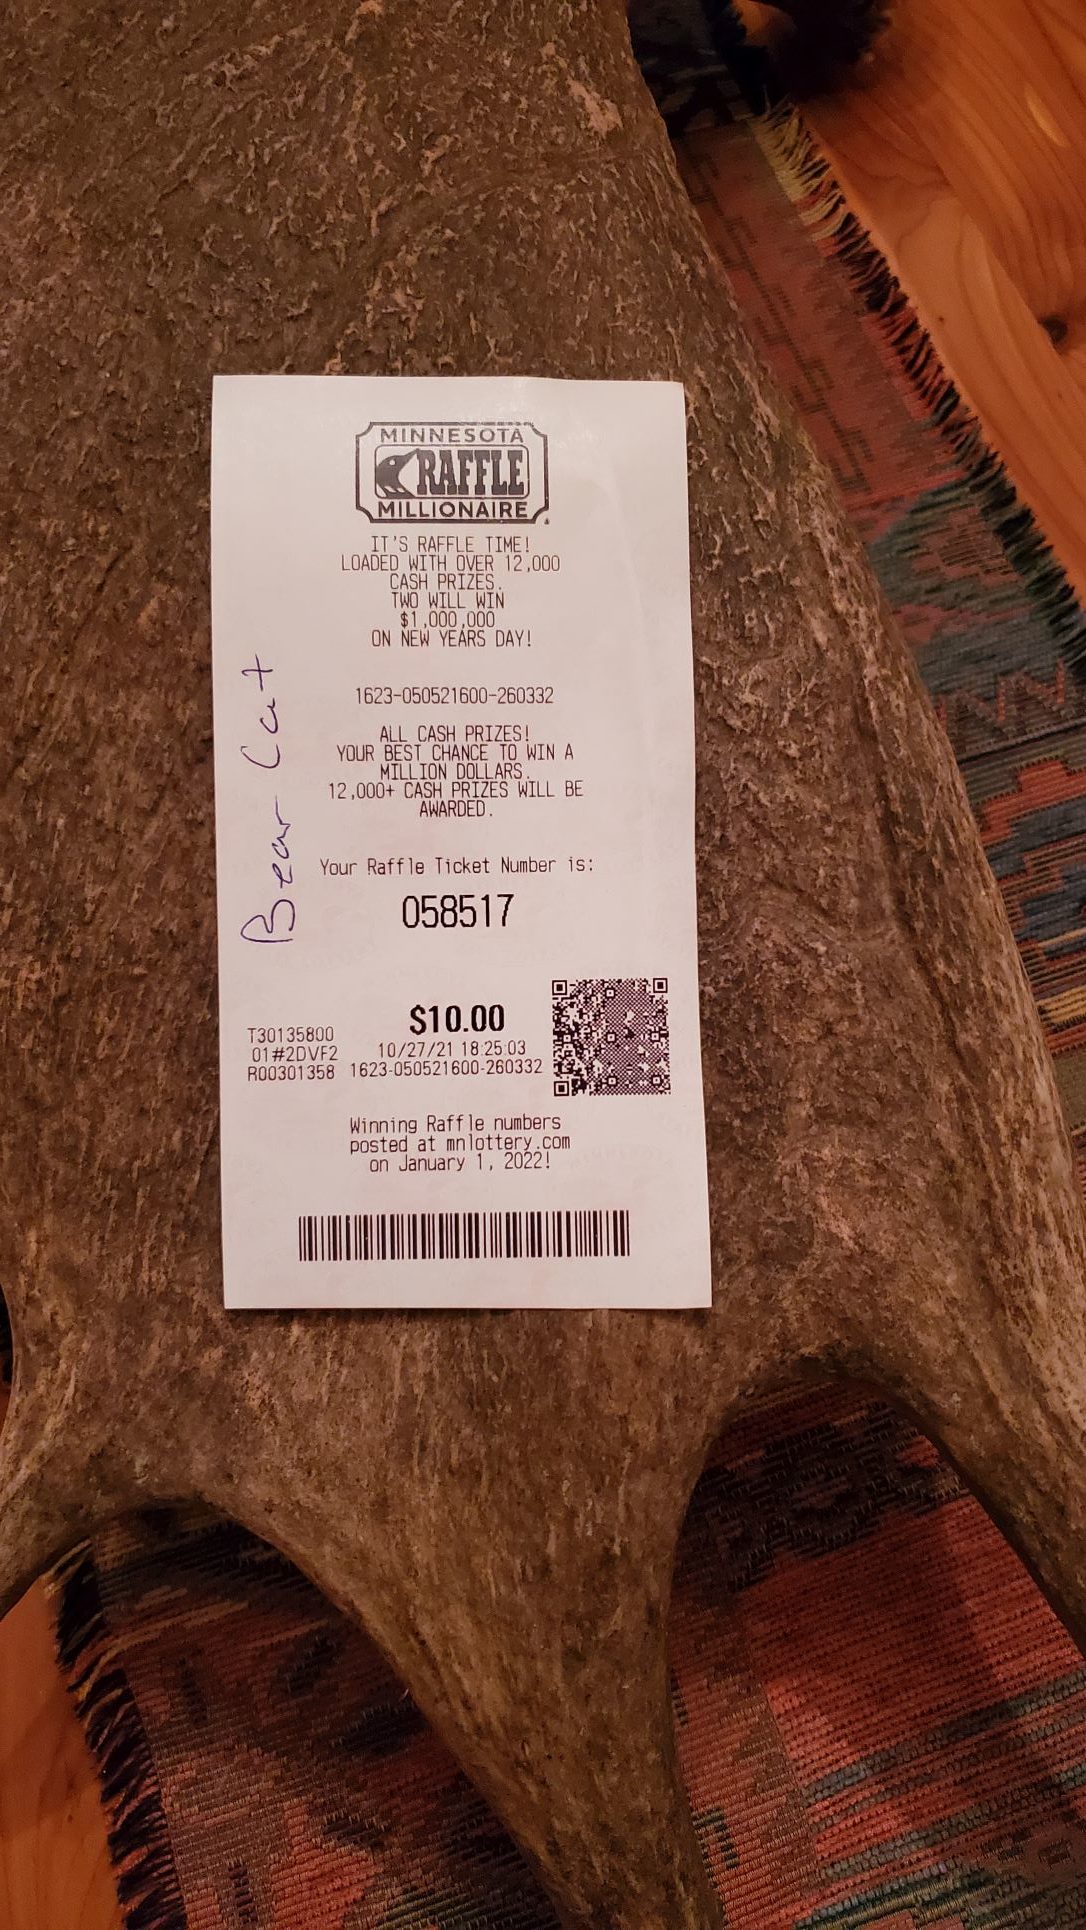 MINNESOTA
RAFFLE
MILLIONAIRE
IT'S RAFFLE TIME!
LOADED WITH OVER 12,000
CASH PRIZES.
TWO WILL WIN
$1,000,000
ON NEW YEARS DAY!
1623-050521600-260332
ALL CASH PRIZES!
YOUR BEST CHANCE TO WIN A
MILLION DOLLARS.
12,000+ CASH PRIZES WILL BE
AWARDED.
Bear Cat
Your Raffle Ticket Number is:
058517
$10.00
T30135800
01#2DVF2 10/27/21 18:25:03
R00301358 1623-050521600-260332
Winning Raffle numbers
posted at mnlottery.com
on January 1, 2022!